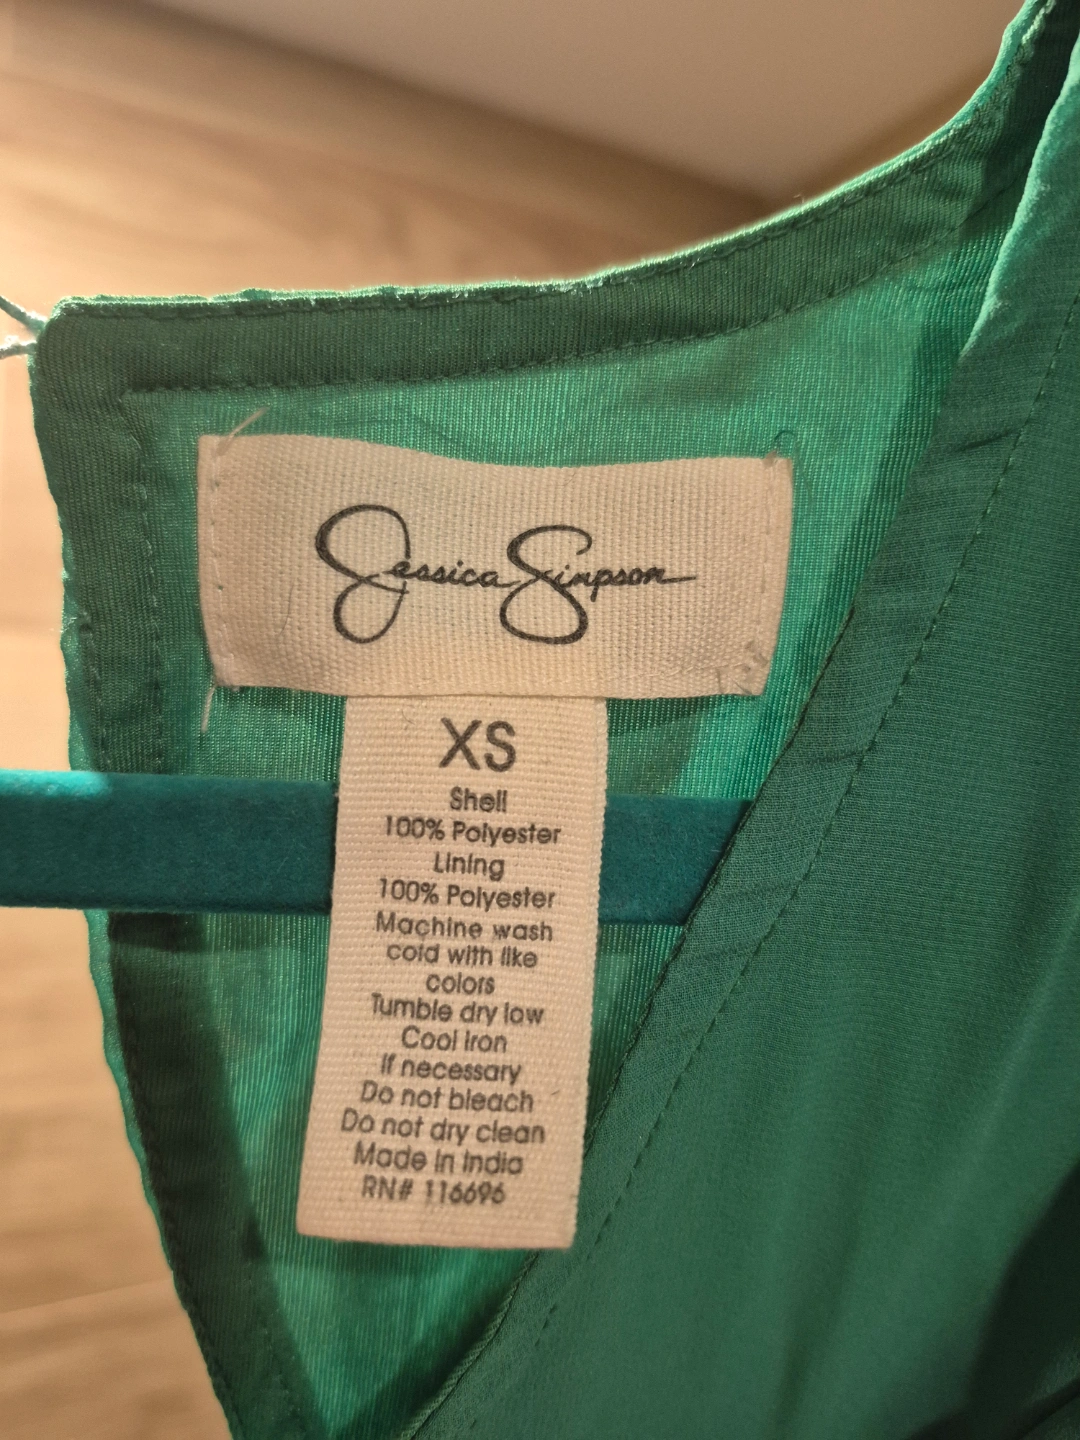 Jessica Simpson
XS
Shell
100% Polyester
Lining
100% Polyester
Machine wash
cold with like
colors
Tumble dry low
Cool iron
if necessary
Do not bleach
Do not dry clean
Made in India
RN# 116696